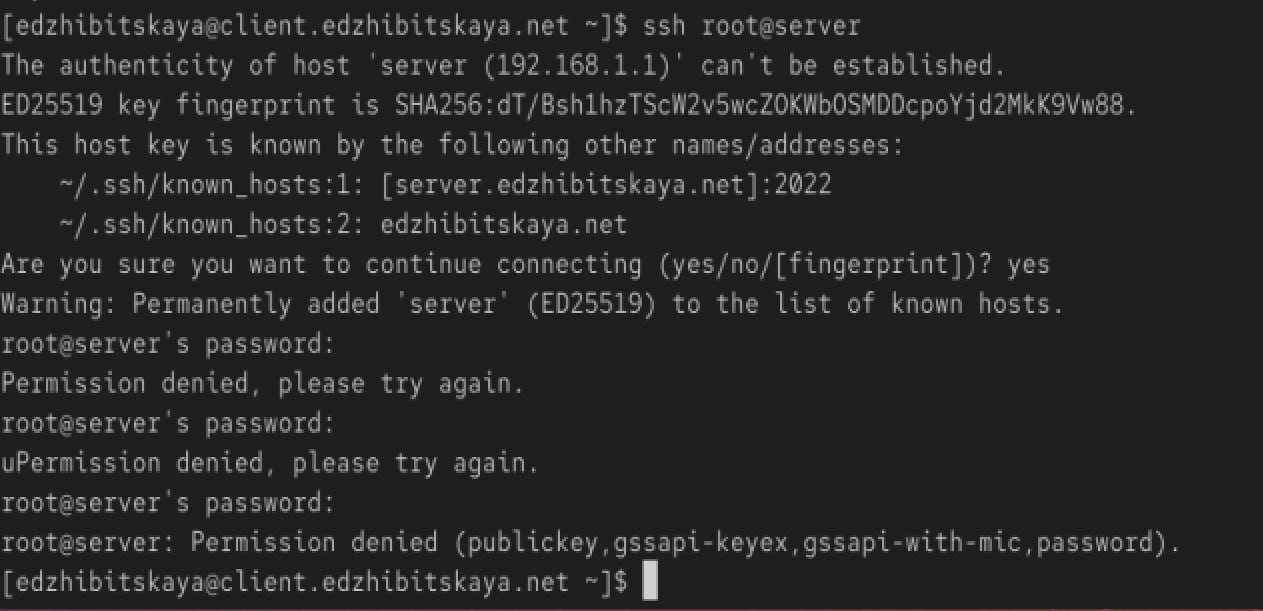 [edzhibitskaya@client.edzhibitskaya.net ~]$ ssh root@server
The authenticity of host 'server (192.168.1.1)' can't be established.
ED25519 key fingerprint is SHA256:dT/Bsh1hzTScW2v5wcZOKWbOSMDDcpoYjd2MkK9Vw88.
This host key is known by the following other names/addresses:
    ~/.ssh/known_hosts:1: [server.edzhibitskaya.net]:2022
    ~/.ssh/known_hosts:2: edzhibitskaya.net
Are you sure you want to continue connecting (yes/no/[fingerprint])? yes
Warning: Permanently added 'server' (ED25519) to the list of known hosts.
root@server's password:
Permission denied, please try again.
root@server's password:
uPermission denied, please try again.
root@server's password:
root@server: Permission denied (publickey,gssapi-keyex,gssapi-with-mic,password).
[edzhibitskaya@client.edzhibitskaya.net ~]$